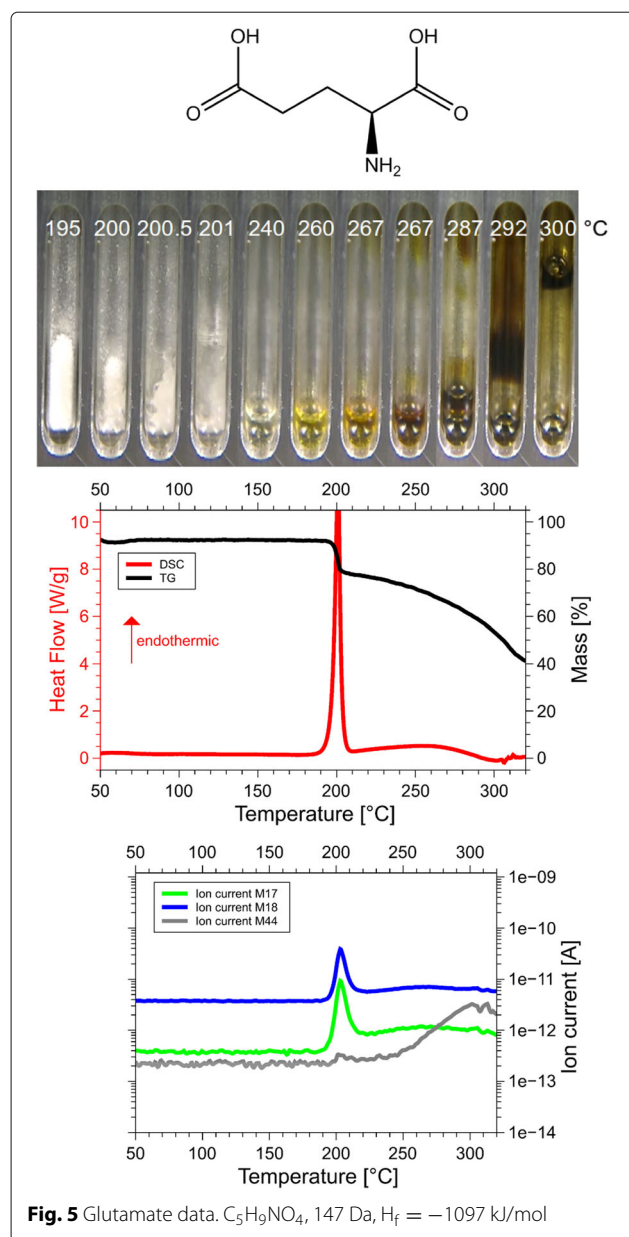 OH OH
O O
NH₂
195 200 200.5 201 240 260 267 267 287 292 300 °C
50 100 150 200 250 300
10 100
8 80
6 60
4 40
2 20
0 0
DSC
TG
endothermic
Heat Flow [W/g]
Mass [%]
50 100 150 200 250 300
Temperature [°C]
50 100 150 200 250 300
Ion current M17
Ion current M18
Ion current M44
1e−09
1e−10
1e−11
1e−12
1e−13
1e−14
Ion current [A]
50 100 150 200 250 300
Temperature [°C]
Fig. 5 Glutamate data. C₅H₉NO₄, 147 Da, H_f = −1097 kJ/mol